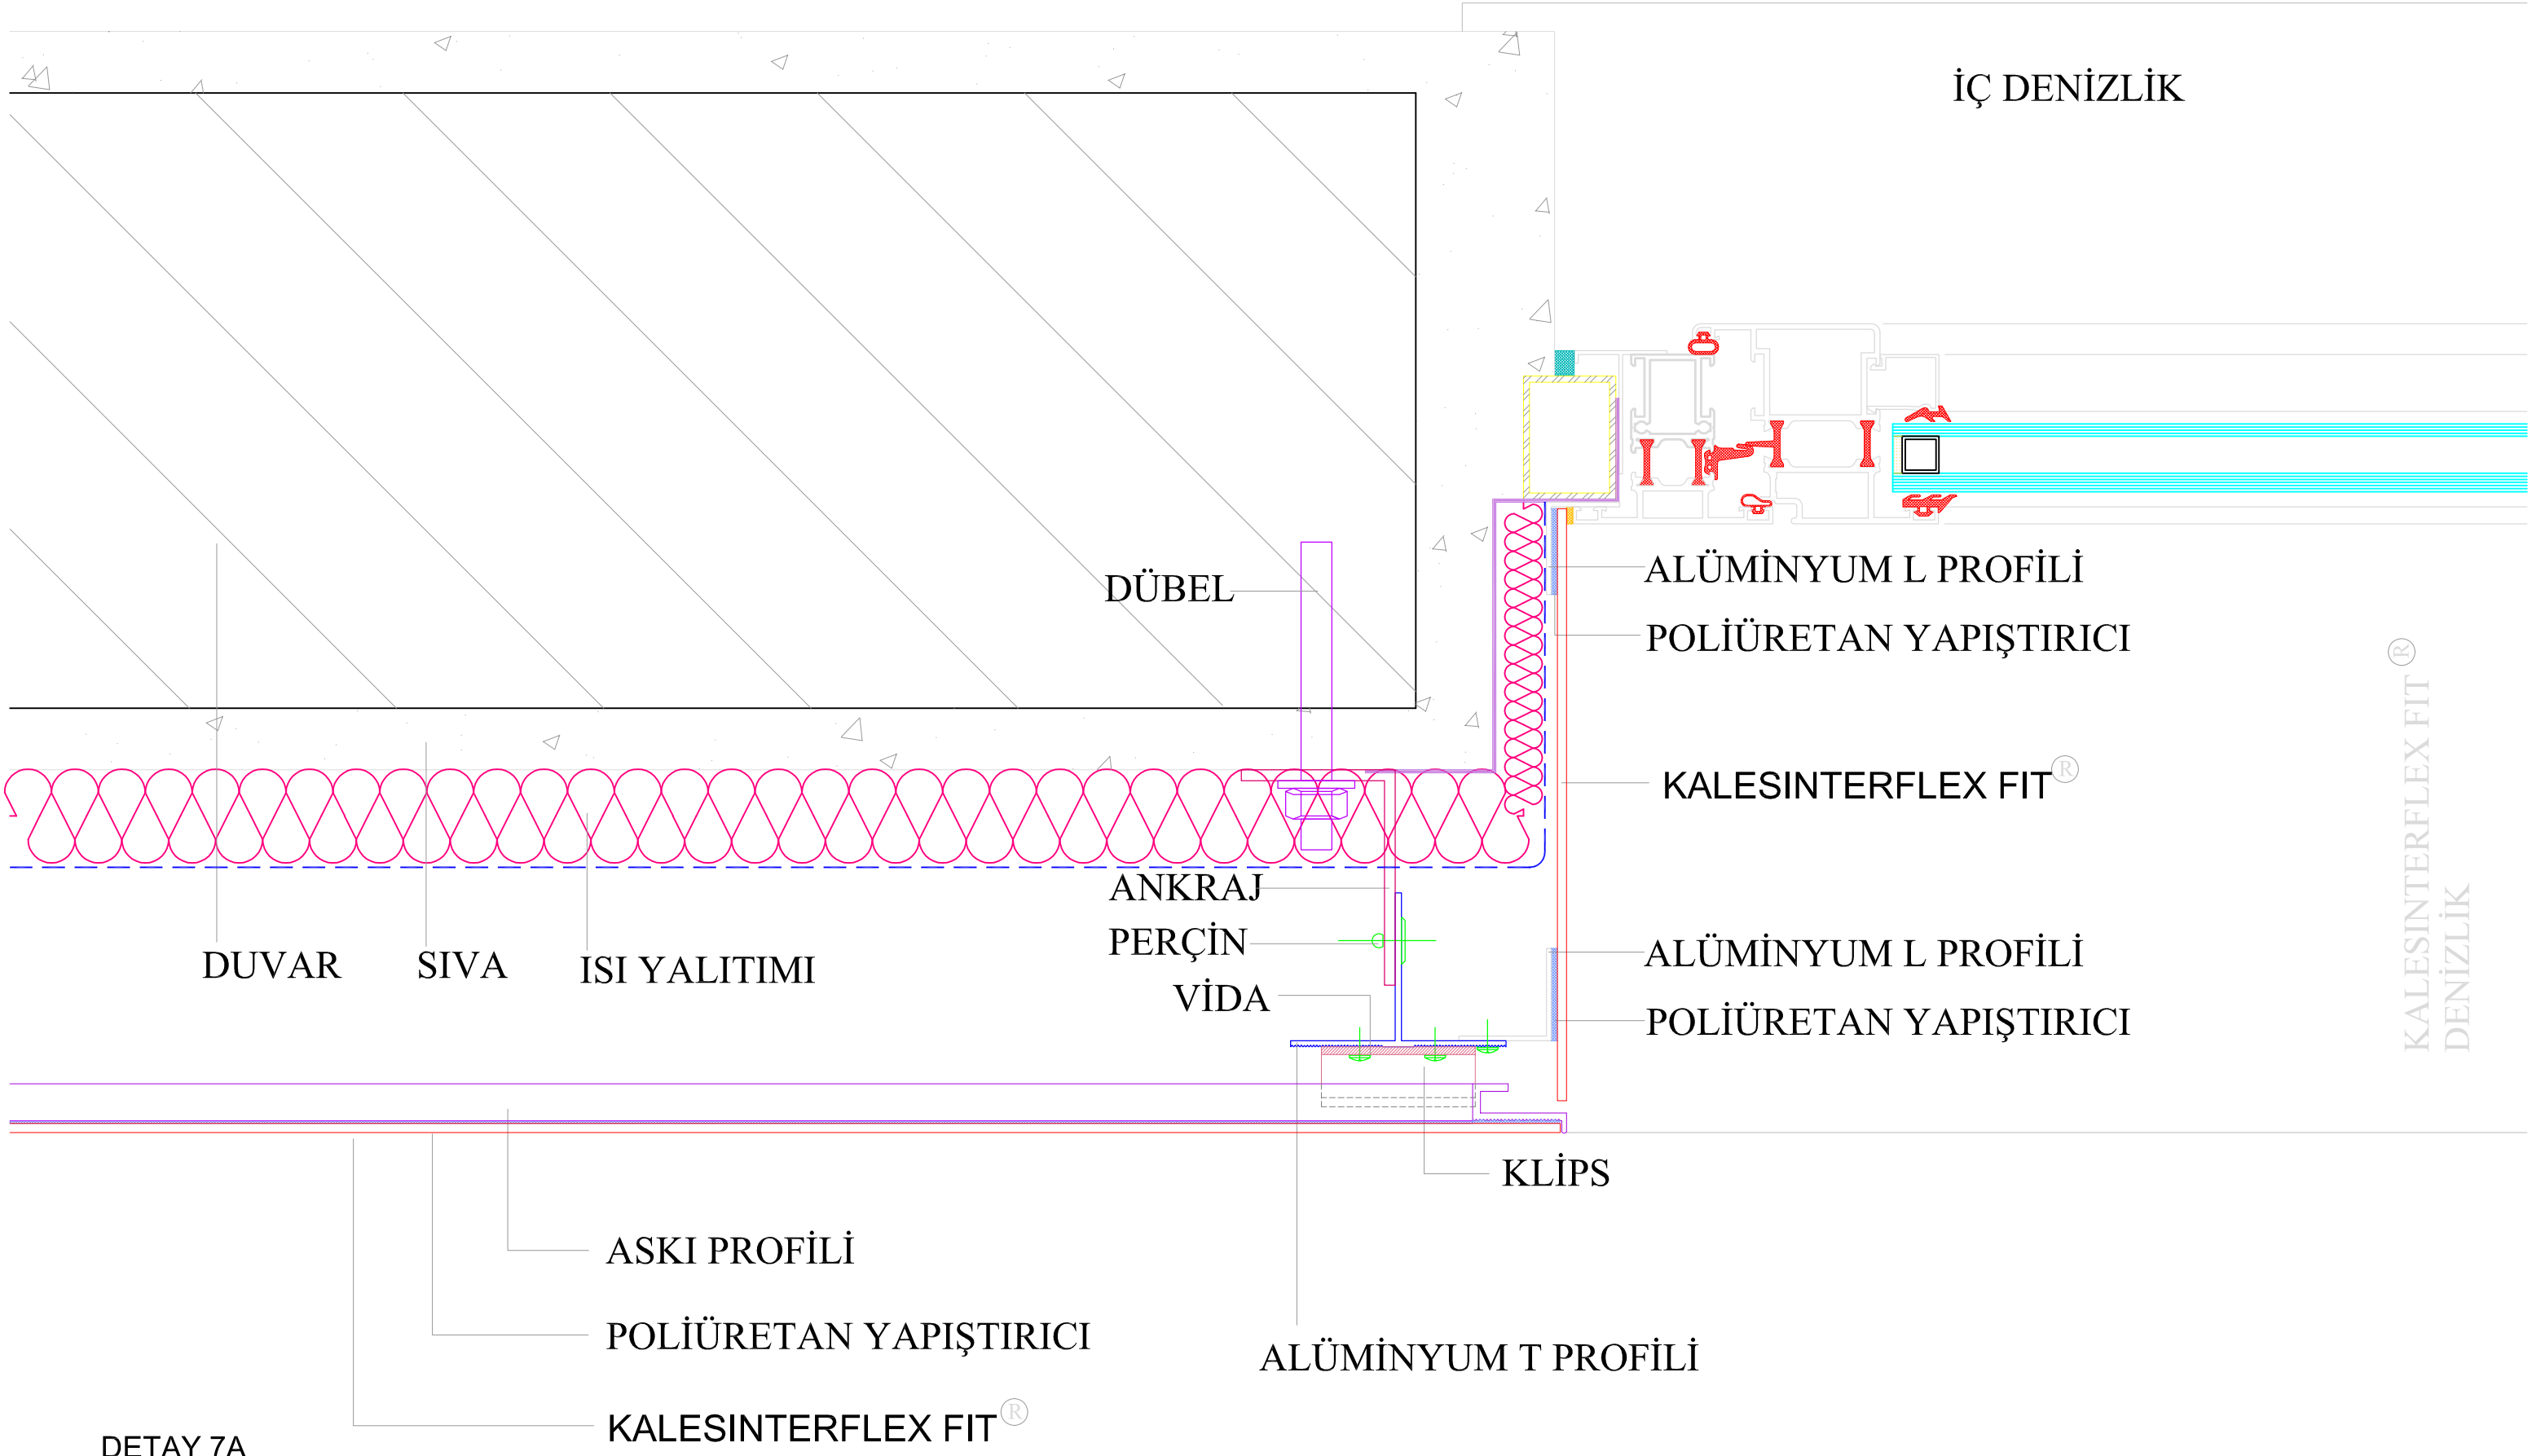 İÇ DENİZLİK
DÜBEL
ALÜMİNYUM L PROFİLİ
POLİÜRETAN YAPIŞTIRICI
KALESINTERFLEX FIT®
KALESINTERFLEX FIT®
DENİZLİK
ANKRAJ
PERÇİN
VİDA
DUVAR
SIVA
ISI YALITIMI
ALÜMİNYUM L PROFİLİ
POLİÜRETAN YAPIŞTIRICI
KLİPS
ASKI PROFİLİ
POLİÜRETAN YAPIŞTIRICI
ALÜMİNYUM T PROFİLİ
KALESINTERFLEX FIT®
DETAY 7A